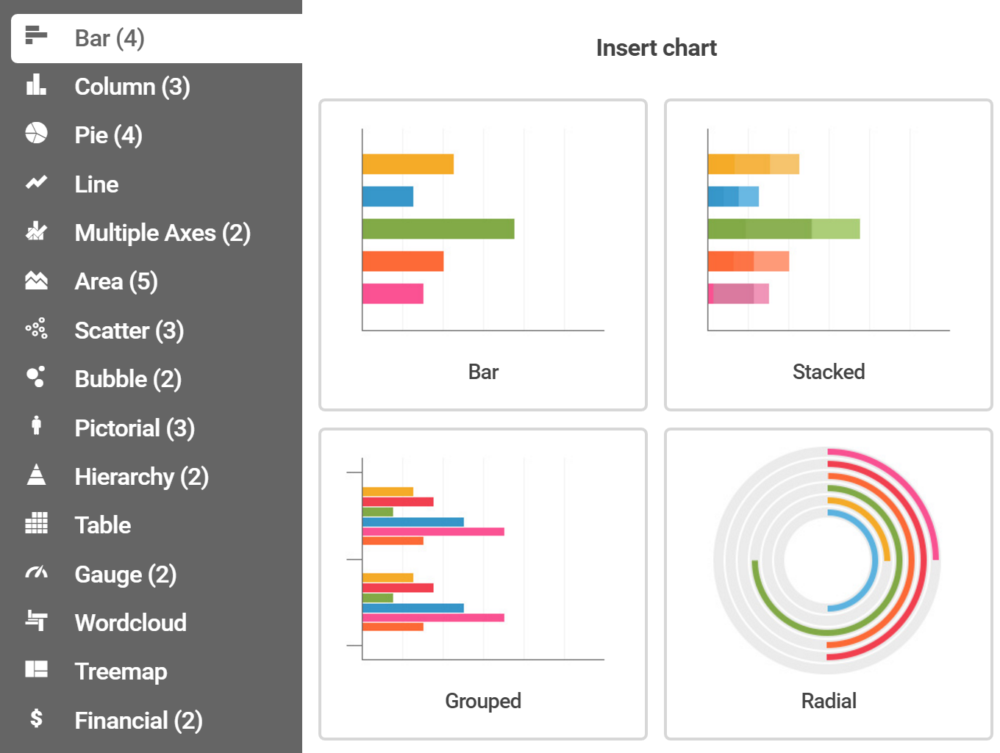 Bar (4)
Column (3)
Pie (4)
Line
Multiple Axes (2)
Area (5)
Scatter (3)
Bubble (2)
Pictorial (3)
Hierarchy (2)
Table
Gauge (2)
Wordcloud
Treemap
Financial (2)
Insert chart
Bar
Stacked
Grouped
Radial